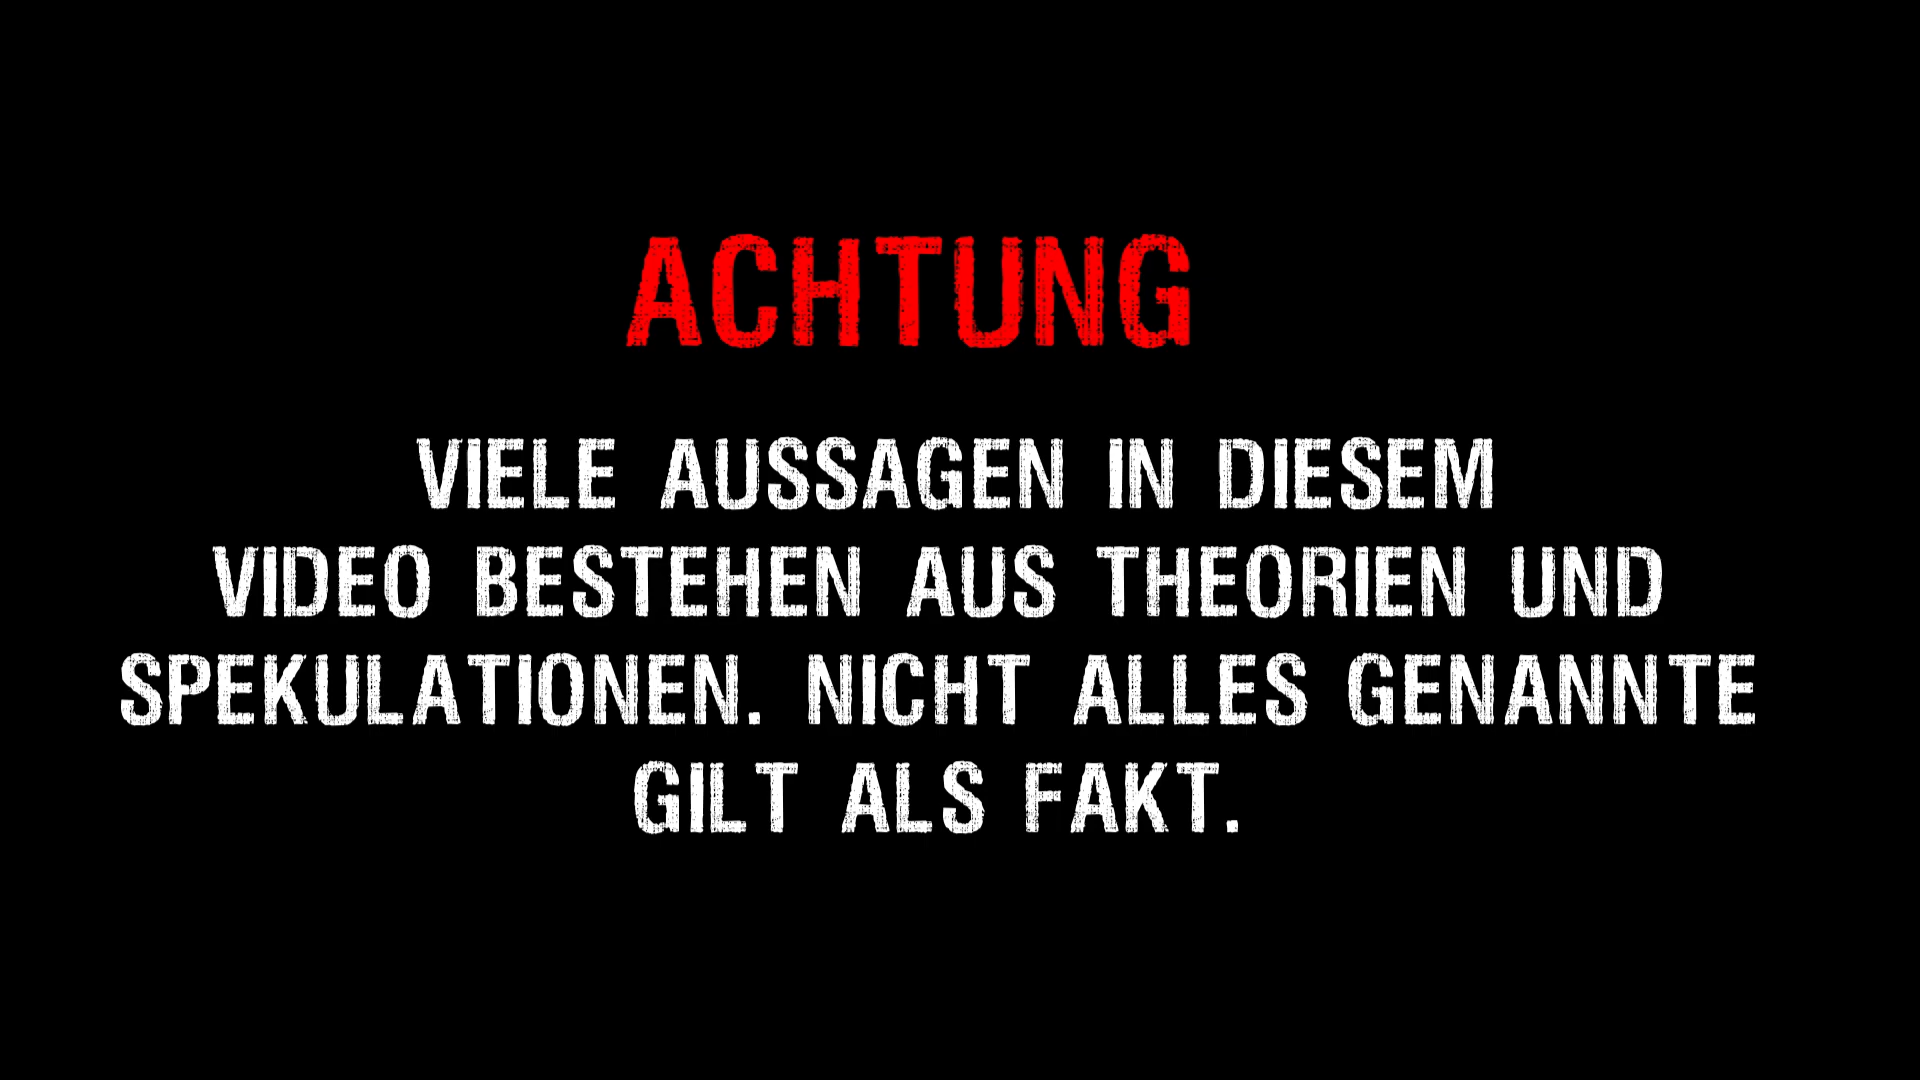 ACHTUNG
VIELE AUSSAGEN IN DIESEM
VIDEO BESTEHEN AUS THEORIEN UND
SPEKULATIONEN. NICHT ALLES GENANNTE
GILT ALS FAKT.